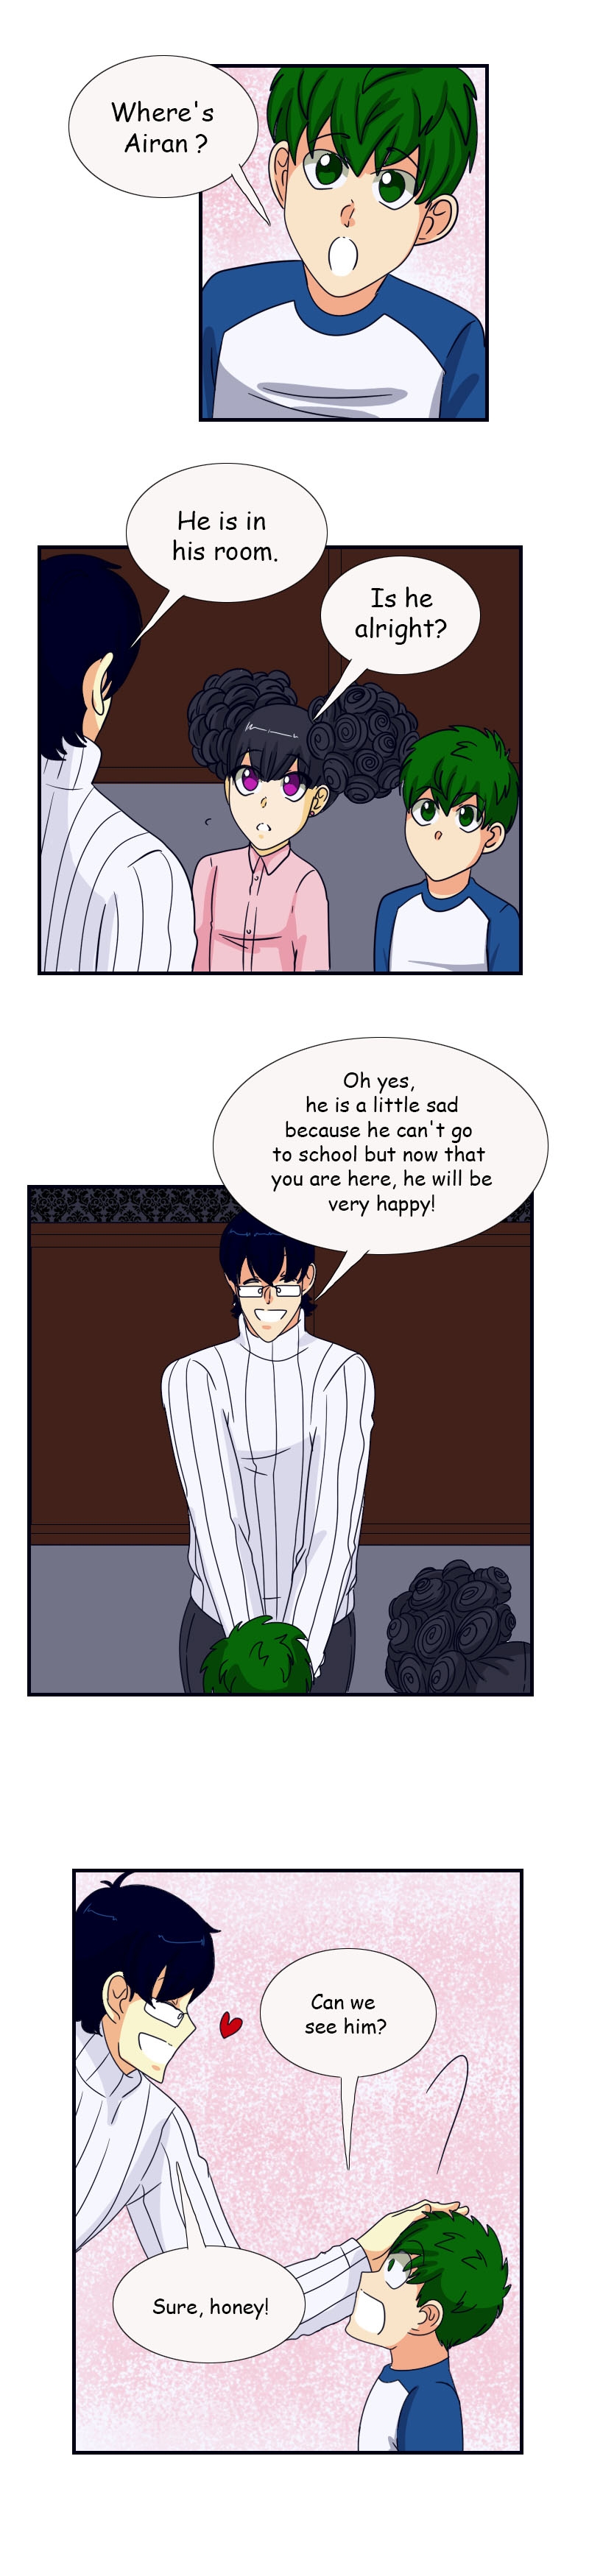 Where's
Airan ?
He is in
his room.
Is he
alright?
Oh yes,
he is a little sad
because he can't go
to school but now that
you are here, he will be
very happy!
Can we
see him?
Sure, honey!